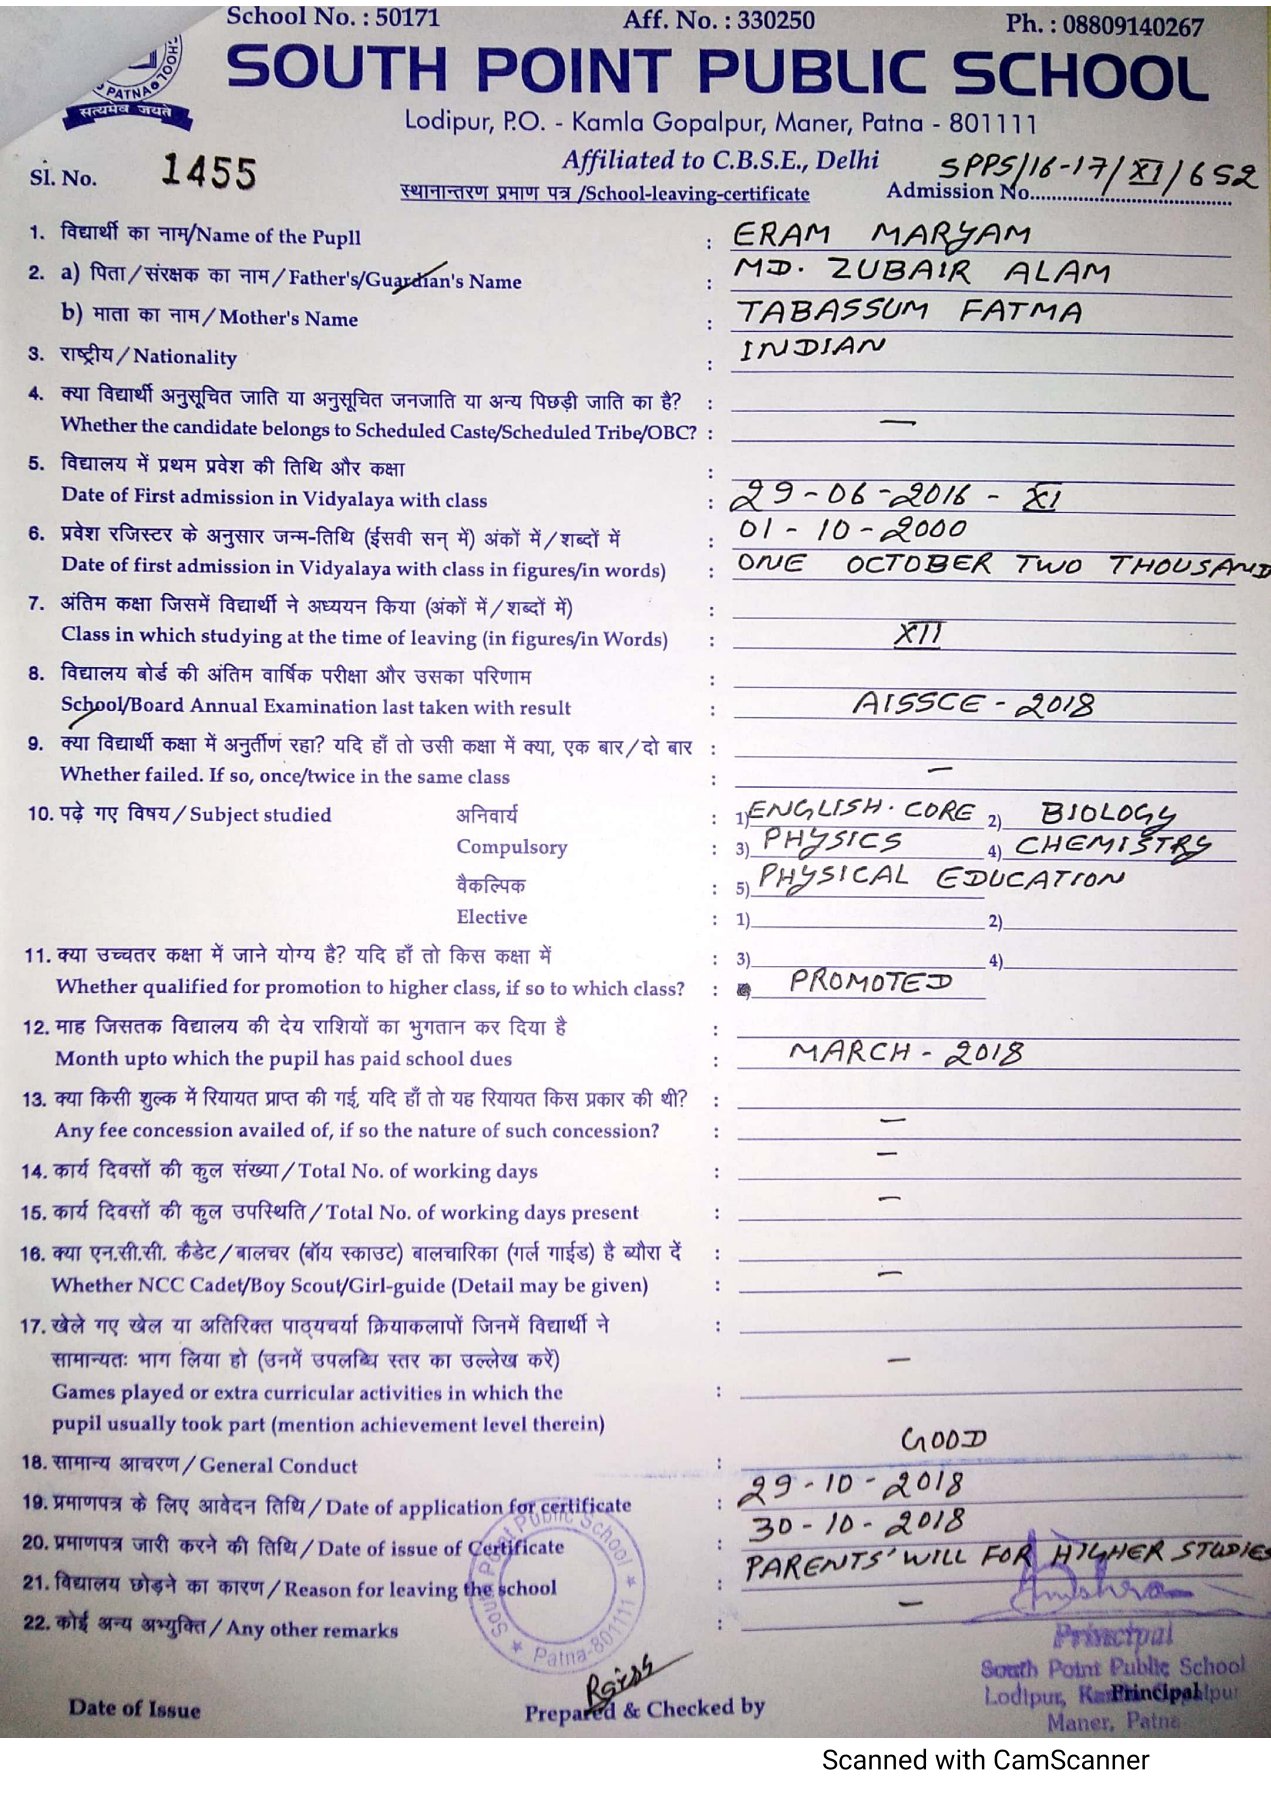 School No. : 50171 Aff. No. : 330250 Ph. : 08809140267
SOUTH POINT PUBLIC SCHOOL
PATNA
सत्यमेव जयते
Lodipur, P.O. - Kamla Gopalpur, Maner, Patna - 801111
Affiliated to C.B.S.E., Delhi
Sl. No. 1455
स्थानान्तरण प्रमाण पत्र /School-leaving-certificate
Admission No. SPPS/16-17/XI/652
1. विद्यार्थी का नाम/Name of the Pupll : ERAM MARYAM
2. a) पिता/संरक्षक का नाम/Father's/Guardian's Name : MD. ZUBAIR ALAM
b) माता का नाम/Mother's Name : TABASSUM FATMA
3. राष्ट्रीय/Nationality : INDIAN
4. क्या विद्यार्थी अनुसूचित जाति या अनुसूचित जनजाति या अन्य पिछड़ी जाति का है? :
Whether the candidate belongs to Scheduled Caste/Scheduled Tribe/OBC? : —
5. विद्यालय में प्रथम प्रवेश की तिथि और कक्षा :
Date of First admission in Vidyalaya with class : 29-06-2016 - XI
6. प्रवेश रजिस्टर के अनुसार जन्म-तिथि (ईसवी सन् में) अंकों में/शब्दों में : 01-10-2000
Date of first admission in Vidyalaya with class in figures/in words) : ONE OCTOBER TWO THOUSAND
7. अंतिम कक्षा जिसमें विद्यार्थी ने अध्ययन किया (अंकों में/शब्दों में) :
Class in which studying at the time of leaving (in figures/in Words) : XII
8. विद्यालय बोर्ड की अंतिम वार्षिक परीक्षा और उसका परिणाम :
School/Board Annual Examination last taken with result : AISSCE - 2018
9. क्या विद्यार्थी कक्षा में अनुर्तीण रहा? यदि हाँ तो उसी कक्षा में क्या, एक बार/दो बार :
Whether failed. If so, once/twice in the same class : —
10. पढ़े गए विषय/Subject studied अनिवार्य : 1) ENGLISH. CORE 2) BIOLOGY
Compulsory : 3) PHYSICS 4) CHEMISTRY
वैकल्पिक : 5) PHYSICAL EDUCATION
Elective : 1) 2)
11. क्या उच्चतर कक्षा में जाने योग्य है? यदि हाँ तो किस कक्षा में : 3) 4)
Whether qualified for promotion to higher class, if so to which class? : PROMOTED
12. माह जिसतक विद्यालय की देय राशियों का भुगतान कर दिया है :
Month upto which the pupil has paid school dues : MARCH - 2018
13. क्या किसी शुल्क में रियायत प्राप्त की गई, यदि हाँ तो यह रियायत किस प्रकार की थी? :
Any fee concession availed of, if so the nature of such concession? : —
14. कार्य दिवसों की कुल संख्या/Total No. of working days : —
15. कार्य दिवसों की कुल उपस्थिति/Total No. of working days present : —
16. क्या एन.सी.सी. कैडेट/बालचर (बॉय स्काउट) बालचारिका (गर्ल गाईड) है ब्यौरा दें :
Whether NCC Cadet/Boy Scout/Girl-guide (Detail may be given) : —
17. खेले गए खेल या अतिरिक्त पाठ्यचर्या क्रियाकलापों जिनमें विद्यार्थी ने :
सामान्यतः भाग लिया हो (उनमें उपलब्धि स्तर का उल्लेख करें) —
Games played or extra curricular activities in which the :
pupil usually took part (mention achievement level therein)
18. सामान्य आचरण/General Conduct : GOOD
19. प्रमाणपत्र के लिए आवेदन तिथि/Date of application for certificate : 29-10-2018
20. प्रमाणपत्र जारी करने की तिथि/Date of issue of Certificate : 30-10-2018
21. विद्यालय छोड़ने का कारण/Reason for leaving the school : PARENTS' WILL FOR HIGHER STUDIES
22. कोई अन्य अभ्युक्ति/Any other remarks : —
South Point Public School
Patna-801111
Principal
South Point Public School
Lodipur,
Maner, Patna
Date of Issue Prepared & Checked by Principal
Scanned with CamScanner